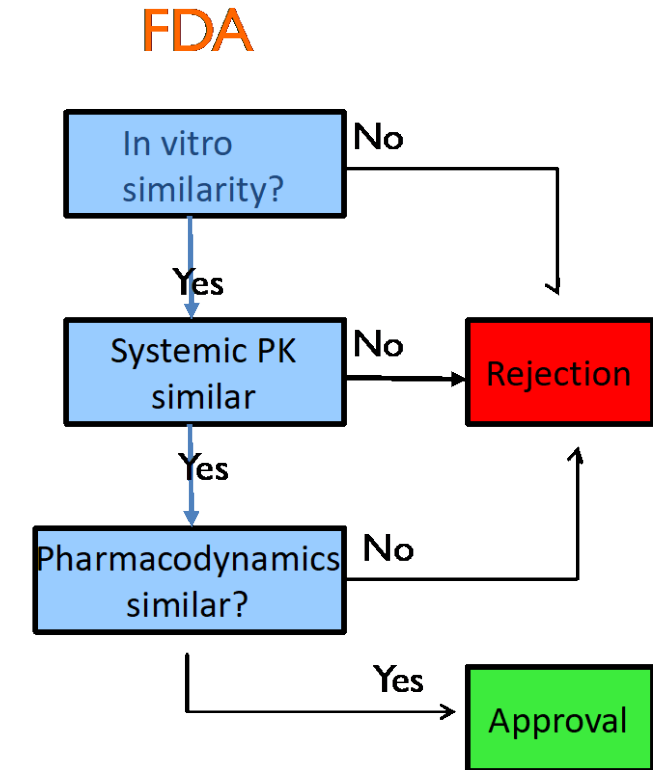 FDA
In vitro
similarity?
No
Yes
Systemic PK
similar
No
Rejection
Yes
Pharmacodynamics
similar?
No
Yes
Approval